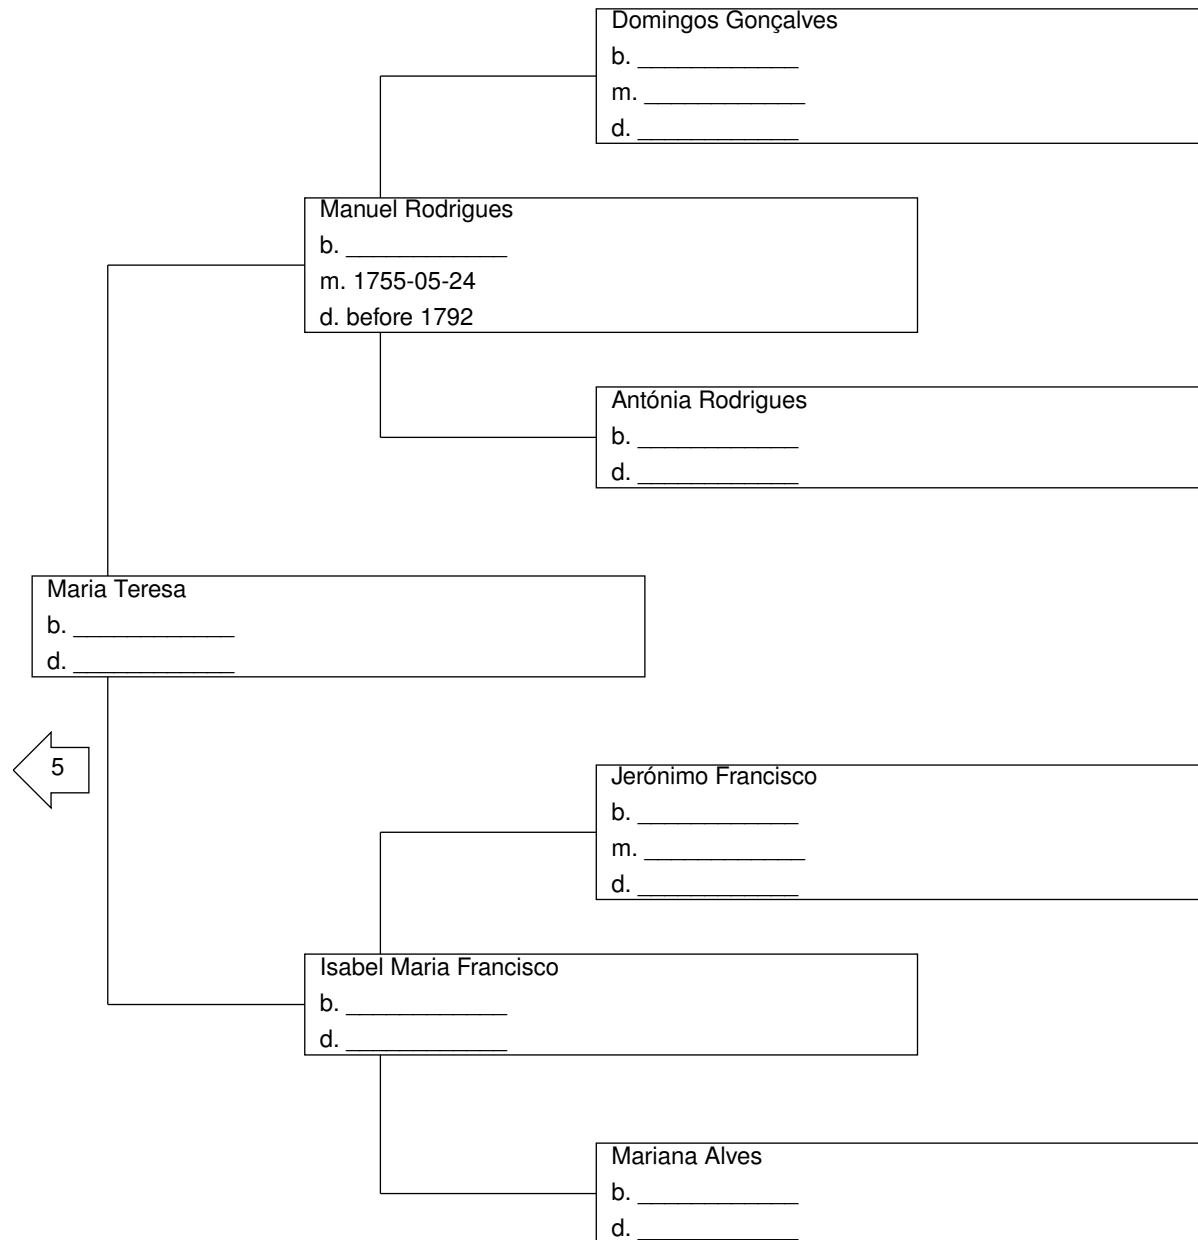 Domingos Gonçalves
b. ____________
m. ____________
d. ____________
Manuel Rodrigues
b. ____________
m. 1755-05-24
d. before 1792
Antónia Rodrigues
b. ____________
d. ____________
Maria Teresa
b. ____________
d. ____________
5
Jerónimo Francisco
b. ____________
m. ____________
d. ____________
Isabel Maria Francisco
b. ____________
d. ____________
Mariana Alves
b. ____________
d. ____________